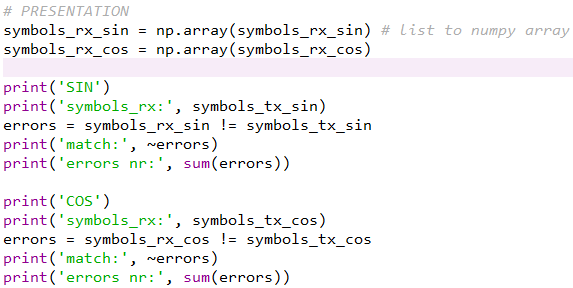 # PRESENTATION
symbols_rx_sin = np.array(symbols_rx_sin) # list to numpy array
symbols_rx_cos = np.array(symbols_rx_cos)
print('SIN')
print('symbols_rx:', symbols_tx_sin)
errors = symbols_rx_sin != symbols_tx_sin
print('match:', ~errors)
print('errors nr:', sum(errors))
print('COS')
print('symbols_rx:', symbols_tx_cos)
errors = symbols_rx_cos != symbols_tx_cos
print('match:', ~errors)
print('errors nr:', sum(errors))